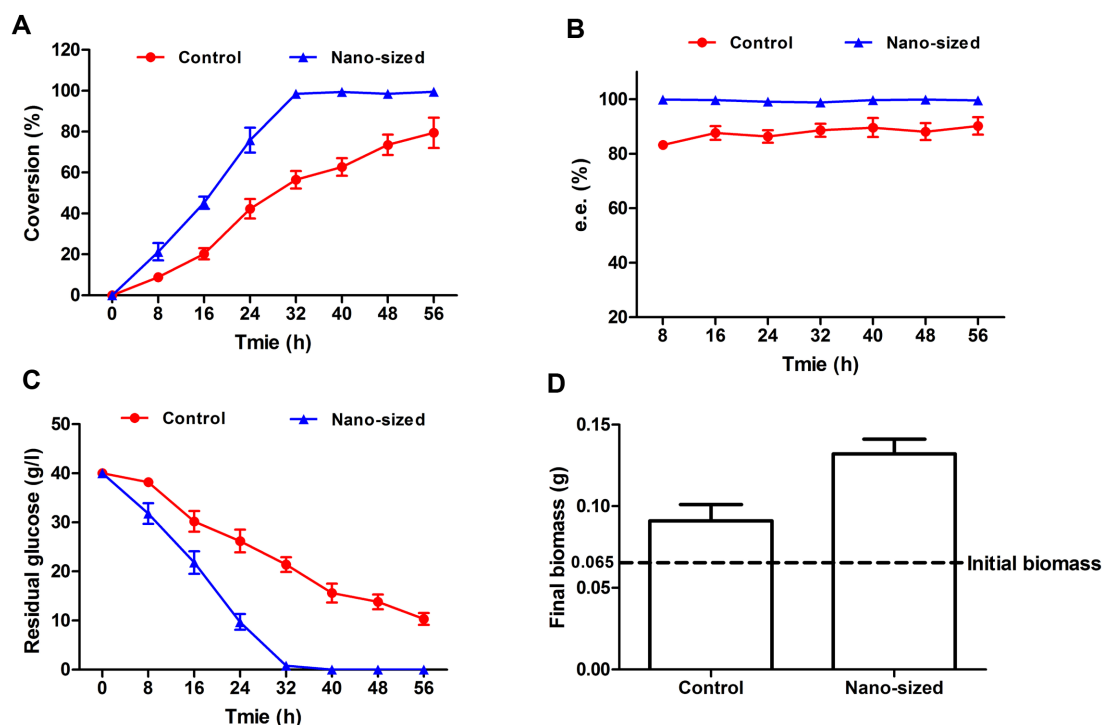 A
Control Nano-sized
120
100
80
60
40
20
0
Coversion (%)
0 8 16 24 32 40 48 56
Tmie (h)
B
Control Nano-sized
100
80
60
40
20
e.e. (%)
8 16 24 32 40 48 56
Tmie (h)
C
Control Nano-sized
50
40
30
20
10
0
Residual glucose (g/l)
0 8 16 24 32 40 48 56
Tmie (h)
D
0.15
0.10
0.065
0.05
0.00
Final biomass (g)
Initial biomass
Control Nano-sized